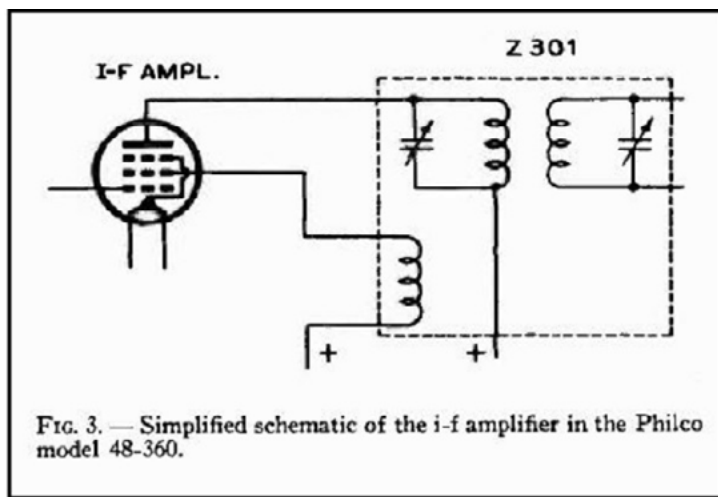 Z 301
I-F AMPL.
+ +
FIG. 3. — Simplified schematic of the i-f amplifier in the Philco
model 48-360.